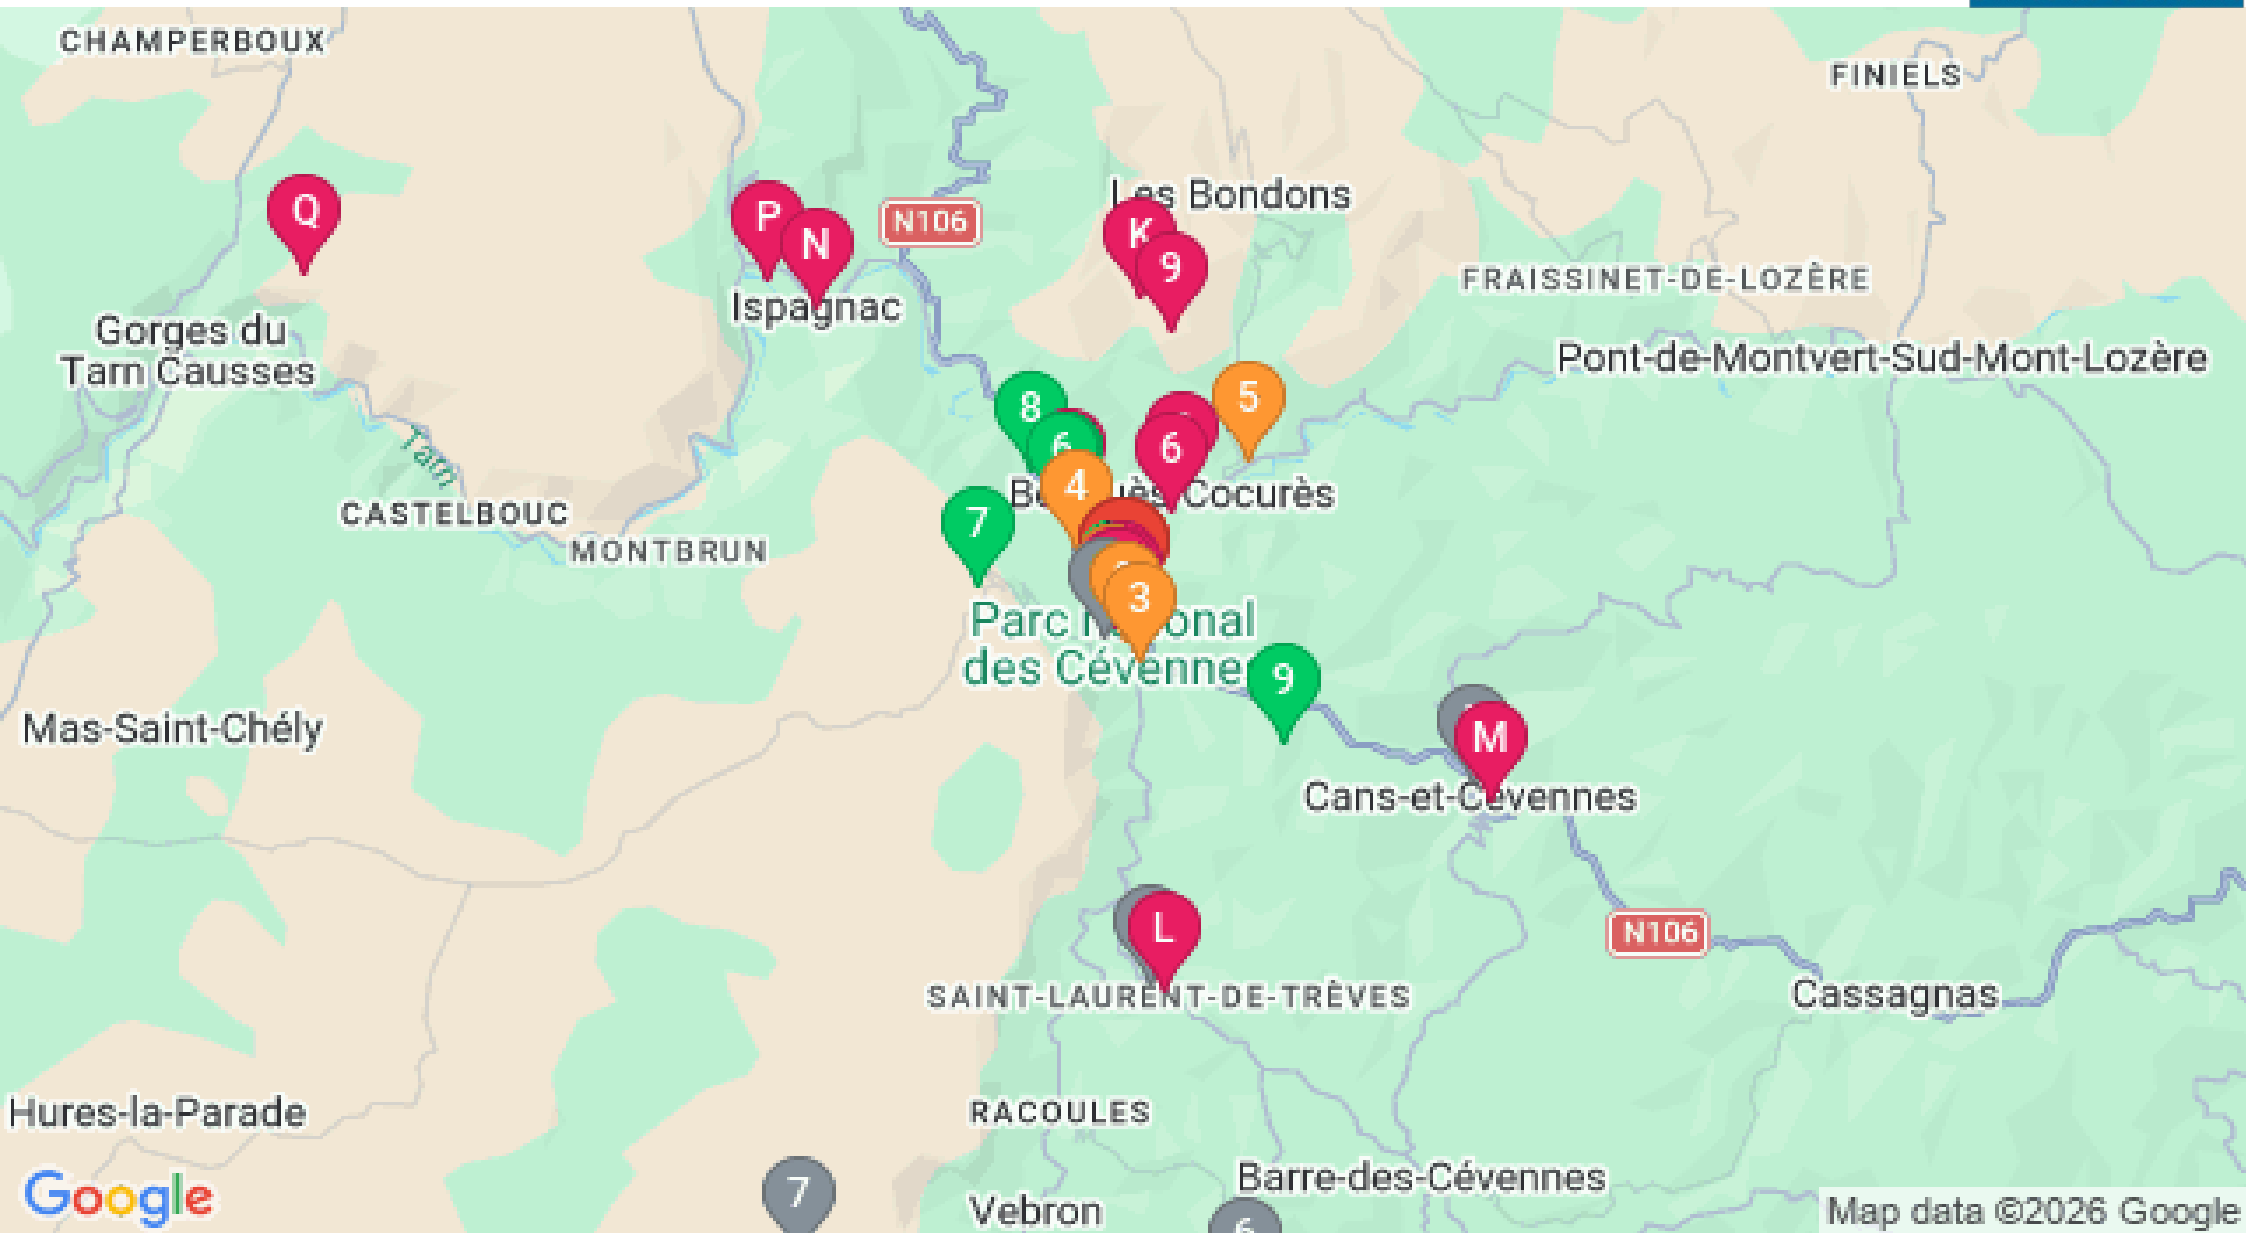 CHAMPERBOUX
FINIELS
Les Bondons
Q
P
N
N106
K
9
FRAISSINET-DE-LOZÈRE
Ispagnac
Gorges du
Tarn Causses
Pont-de-Montvert-Sud-Mont-Lozère
8
5
6
6
Tarn
4
Cocurès
CASTELBOUC
7
MONTBRUN
3
Parc
des Cévenne
9
Mas-Saint-Chély
M
Cans-et-Cévennes
L
N106
SAINT-LAURENT-DE-TRÈVES
Cassagnas
Hures-la-Parade
RACOULES
Barre-des-Cévennes
7
Google
Vebron
6
Map data ©2026 Google